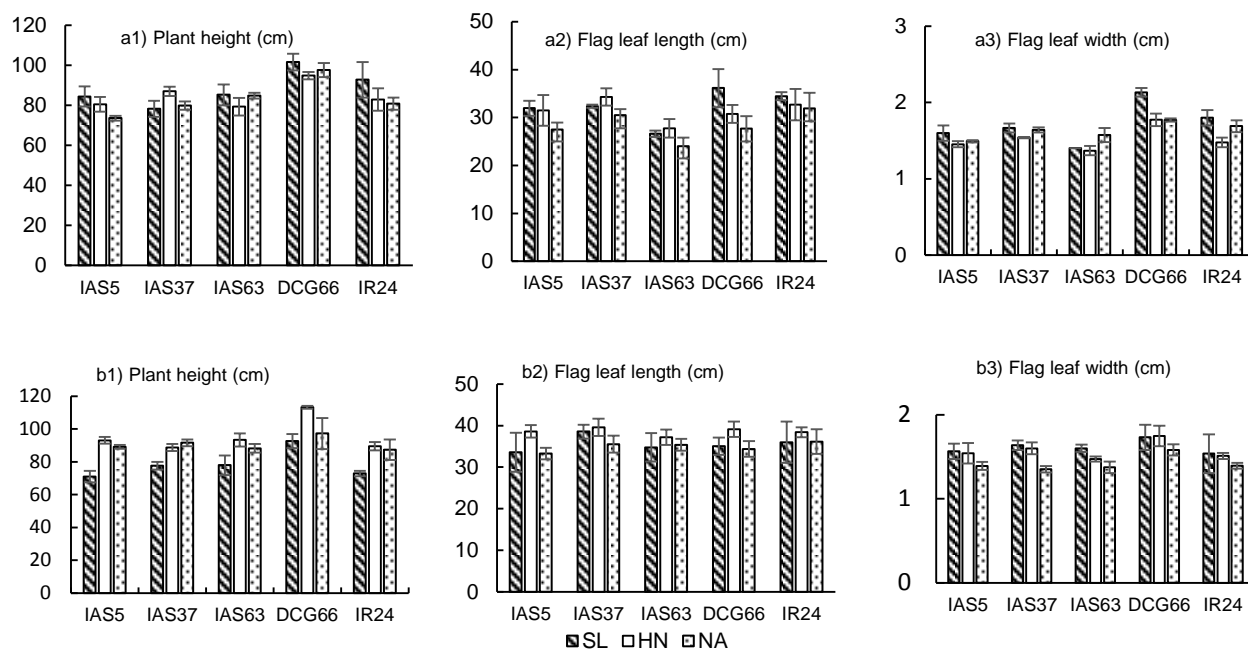 a1) Plant height (cm)
120
100
80
60
40
20
0
IAS5 IAS37 IAS63 DCG66 IR24
a2) Flag leaf length (cm)
50
40
30
20
10
0
IAS5 IAS37 IAS63 DCG66 IR24
a3) Flag leaf width (cm)
3
2
1
0
IAS5 IAS37 IAS63 DCG66 IR24
b1) Plant height (cm)
120
100
80
60
40
20
0
IAS5 IAS37 IAS63 DCG66 IR24
b2) Flag leaf length (cm)
50
40
30
20
10
0
IAS5 IAS37 IAS63 DCG66 IR24
b3) Flag leaf width (cm)
2
1
0
IAS5 IAS37 IAS63 DCG66 IR24
SL HN NA